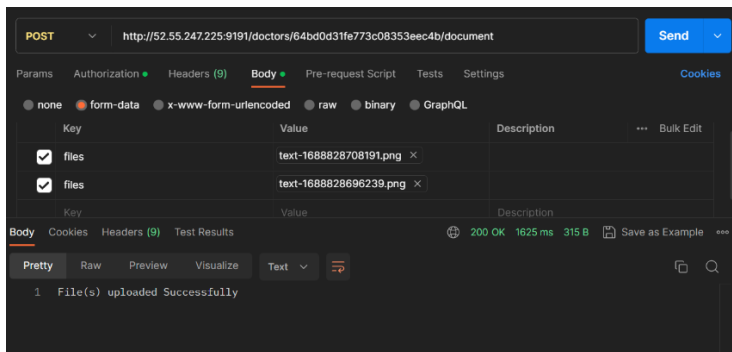 POST http://52.55.247.225:9191/doctors/64bd0d31fe773c08353eec4b/document Send
Params Authorization Headers (9) Body Pre-request Script Tests Settings Cookies
none form-data x-www-form-urlencoded raw binary GraphQL
Key Value Description Bulk Edit
files text-1688828708191.png
files text-1688828696239.png
Key Value Description
Body Cookies Headers (9) Test Results 200 OK 1625 ms 315 B Save as Example
Pretty Raw Preview Visualize Text
1 File(s) uploaded Successfully